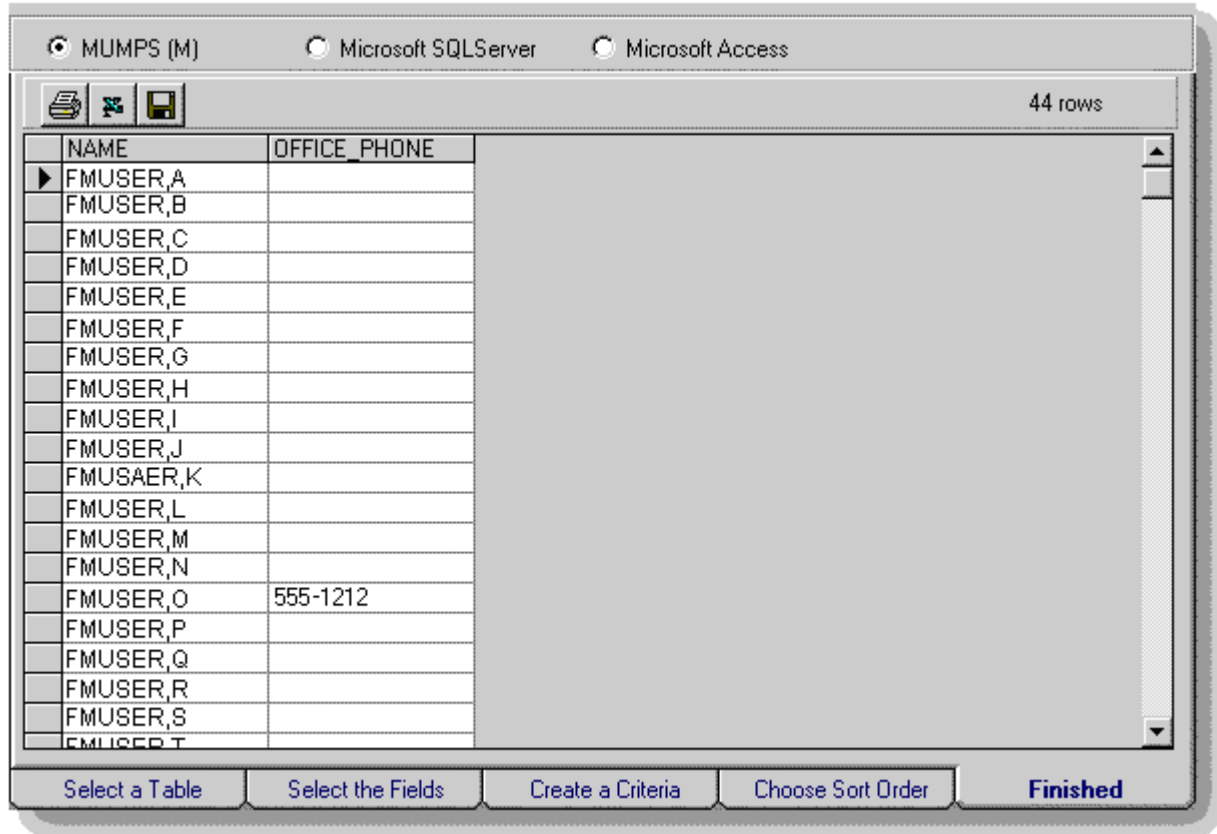 MUMPS (M) Microsoft SQLServer Microsoft Access
44 rows
NAME OFFICE_PHONE
FMUSER,A
FMUSER,B
FMUSER,C
FMUSER,D
FMUSER,E
FMUSER,F
FMUSER,G
FMUSER,H
FMUSER,I
FMUSER,J
FMUSAER,K
FMUSER,L
FMUSER,M
FMUSER,N
FMUSER,O 555-1212
FMUSER,P
FMUSER,Q
FMUSER,R
FMUSER,S
FMUSER,T
Select a Table Select the Fields Create a Criteria Choose Sort Order Finished